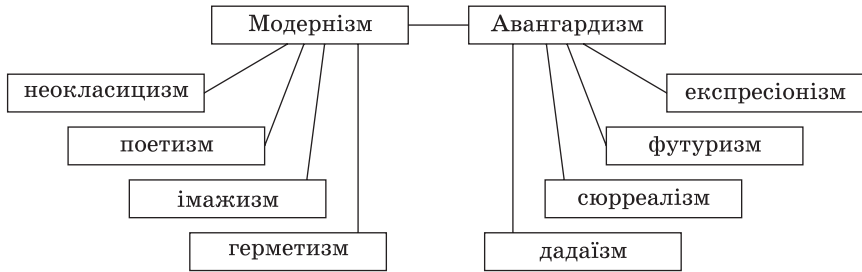 Модернізм Авангардизм
неокласицизм експресіонізм
поетизм футуризм
імажизм сюрреалізм
герметизм дадаїзм